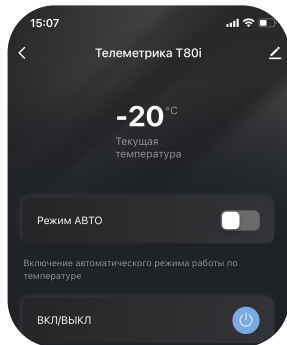 15:07
Телеметрика T80i
-20°C
Текущая
температура
Режим АВТО
Включение автоматического режима работы по
температуре
ВКЛ/ВЫКЛ